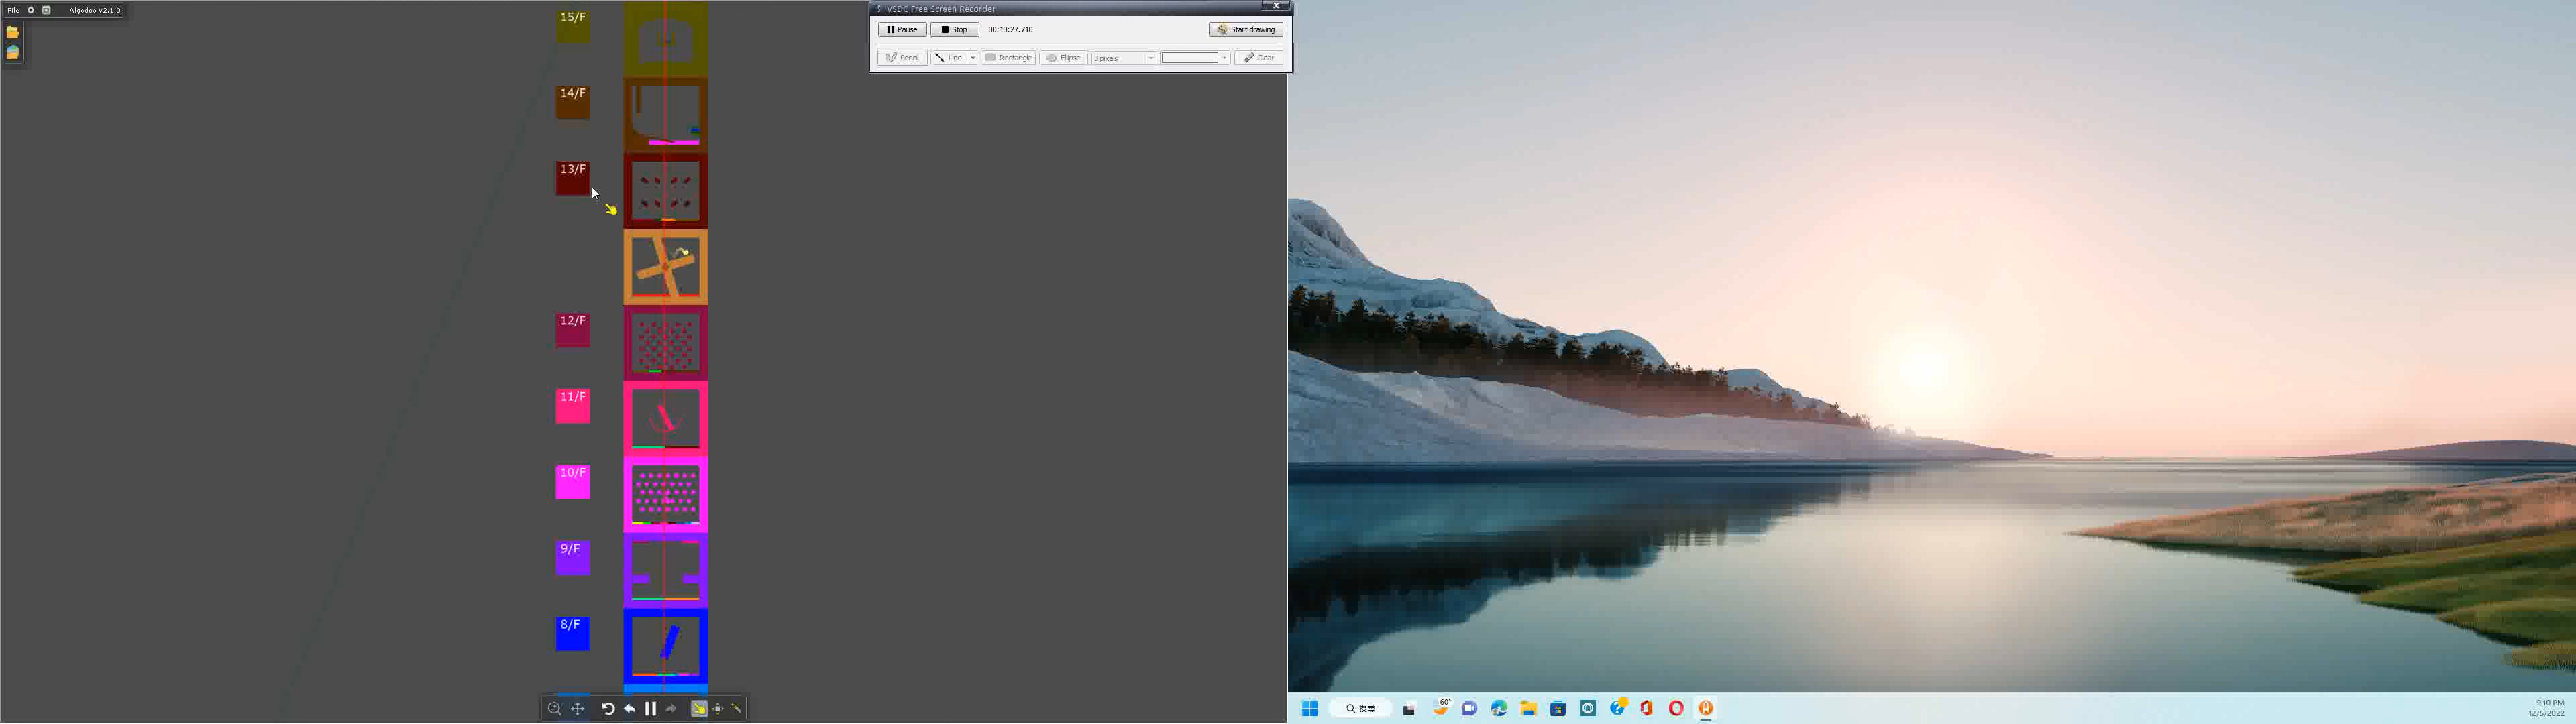 File
Algodoo v2.1.0
VSDC Free Screen Recorder
Pause
Stop
00:10:27.710
Start drawing
Pencil
Line
Rectangle
Ellipse
3 pixels
Clear
15/F
14/F
13/F
12/F
11/F
10/F
9/F
8/F
搜尋
60°
9:10 PM
12/5/2022